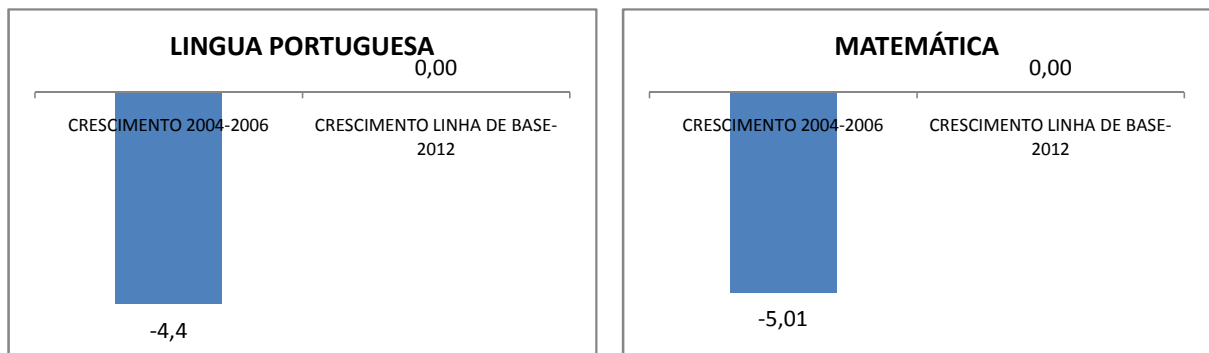 LINGUA PORTUGUESA
0,00
CRESCIMENTO 2004-2006
CRESCIMENTO LINHA DE BASE-
2012
-4,4
MATEMÁTICA
0,00
CRESCIMENTO 2004-2006
CRESCIMENTO LINHA DE BASE-
2012
-5,01